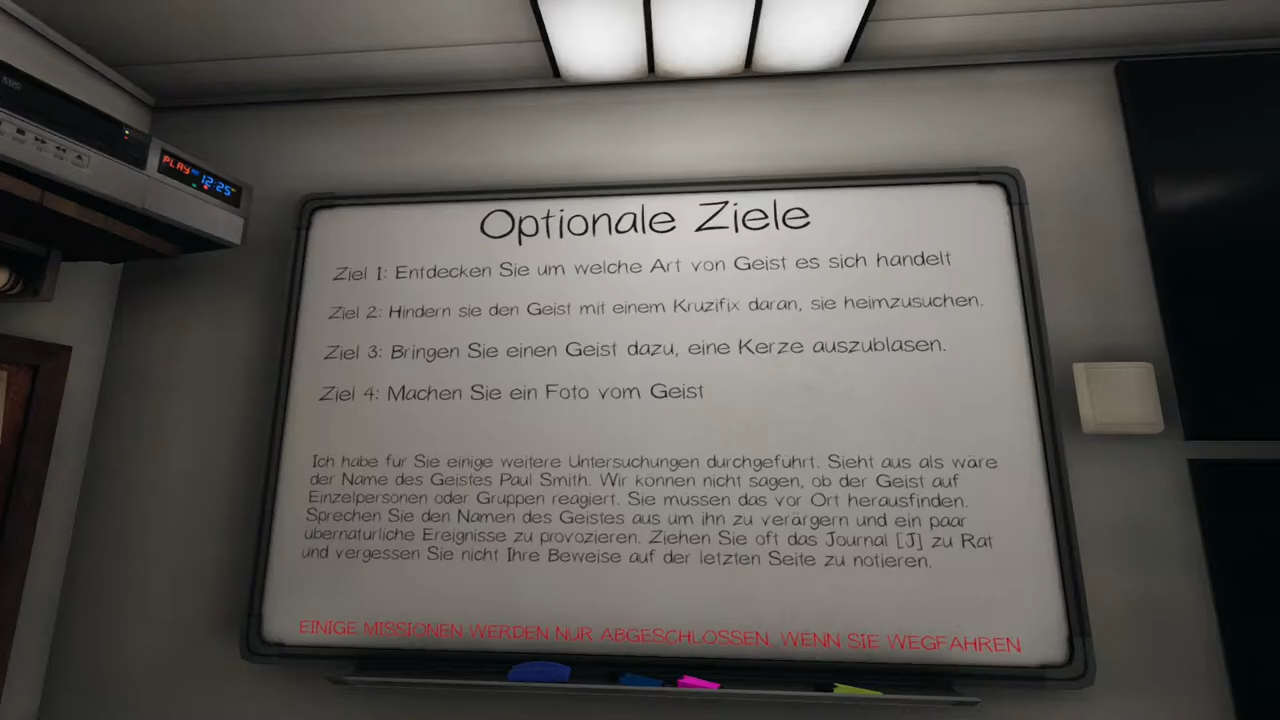 PLAY 12:25
Optionale Ziele
Ziel 1: Entdecken Sie um welche Art von Geist es sich handelt
Ziel 2: Hindern sie den Geist mit einem Kruzifix daran, sie heimzusuchen.
Ziel 3: Bringen Sie einen Geist dazu, eine Kerze auszublasen.
Ziel 4: Machen Sie ein Foto vom Geist
Ich habe fur Sie einige weitere Untersuchungen durchgeführt. Sieht aus als wäre
der Name des Geistes Paul Smith. Wir können nicht sagen, ob der Geist auf
Einzelpersonen oder Gruppen reagiert. Sie mussen das vor Ort herausfinden.
Sprechen Sie den Namen des Geistes aus um ihn zu verärgern und ein paar
übernaturliche Ereignisse zu provozieren. Ziehen Sie oft das Journal [J] zu Rat
und vergessen Sie nicht Ihre Beweise auf der letzten Seite zu notieren.
EINIGE MISSIONEN WERDEN NUR ABGESCHLOSSEN, WENN SIE WEGFAHREN